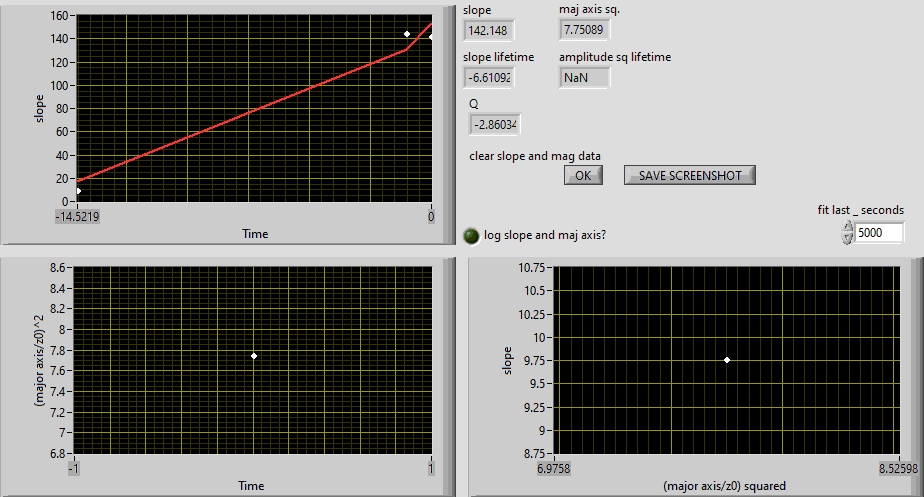 160
140
120
100
80
60
40
20
0
slope
-14.5219
0
Time
slope
maj axis sq.
142.148
7.75089
slope lifetime
amplitude sq lifetime
-6.61092
NaN
Q
-2.86034
clear slope and mag data
OK
SAVE SCREENSHOT
fit last _ seconds
5000
log slope and maj axis?
8.6
8.4
8.2
8
7.8
7.6
7.4
7.2
7
6.8
(major axis/z0)^2
-1
1
Time
10.75
10.5
10.25
10
9.75
9.5
9.25
9
8.75
slope
6.9758
8.52598
(major axis/z0) squared